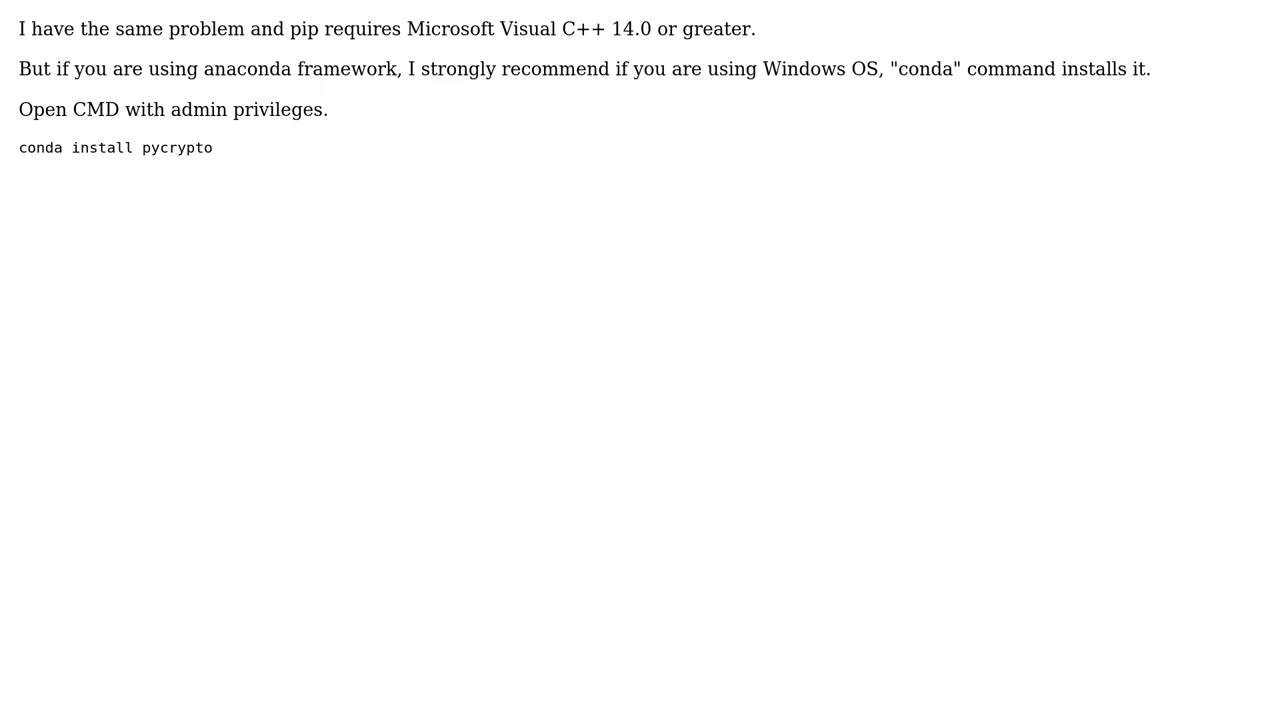 I have the same problem and pip requires Microsoft Visual C++ 14.0 or greater.
But if you are using anaconda framework, I strongly recommend if you are using Windows OS, "conda" command installs it.
Open CMD with admin privileges.
conda install pycrypto